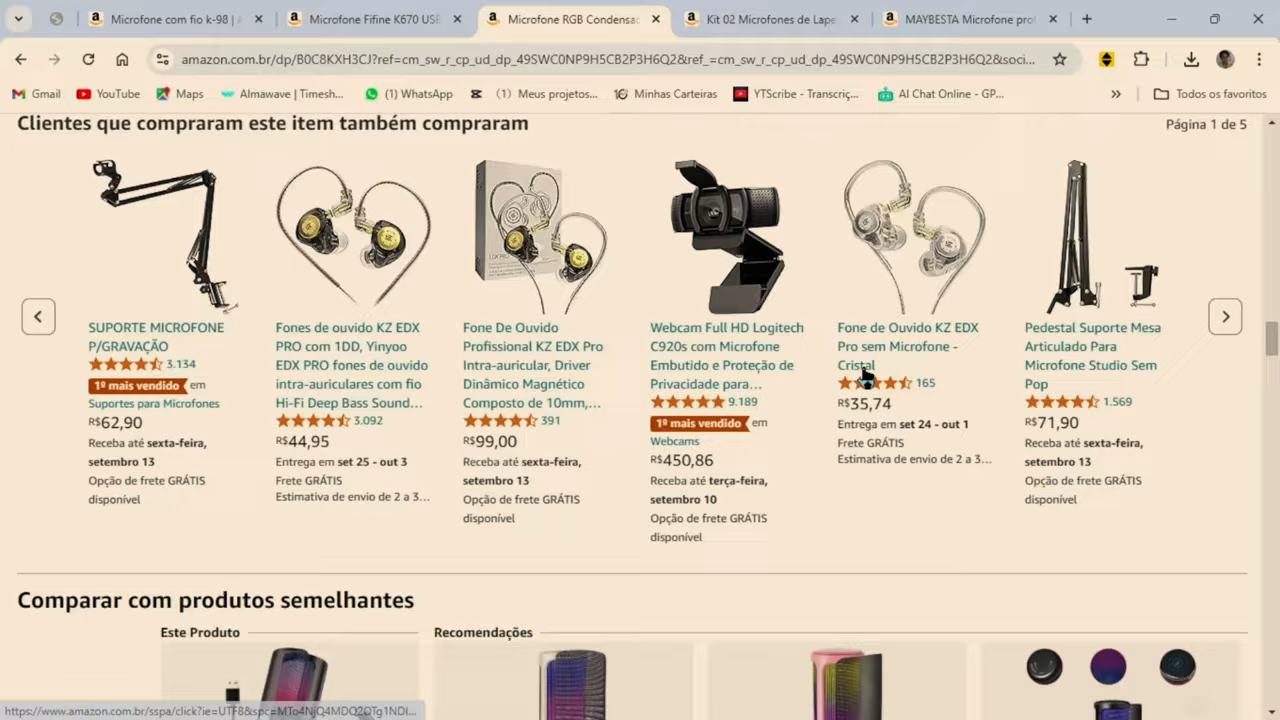 Microfone com fio k-98 | A
Microfone Fifine K670 USB
Microfone RGB Condensac
Kit 02 Microfones de Lape
MAYBESTA Microfone prof
amazon.com.br/dp/B0C8KXH3CJ?ref=cm_sw_r_cp_ud_dp_49SWC0NP9H5CB2P3H6Q2&ref_=cm_sw_r_cp_ud_dp_49SWC0NP9H5CB2P3H6Q2&soci...
Gmail
YouTube
Maps
Almawave | Timesh...
(1) WhatsApp
(1) Meus projetos...
Minhas Carteiras
YTScribe - Transcriç...
AI Chat Online - GP...
Todos os favoritos
Clientes que compraram este item também compraram
Página 1 de 5
SUPORTE MICROFONE
P/GRAVAÇÃO
3.134
1º mais vendido em
Suportes para Microfones
R$62,90
Receba até sexta-feira,
setembro 13
Opção de frete GRÁTIS
disponível
Fones de ouvido KZ EDX
PRO com 1DD, Yinyoo
EDX PRO fones de ouvido
intra-auriculares com fio
Hi-Fi Deep Bass Sound...
3.092
R$44,95
Entrega em set 25 - out 3
Frete GRÁTIS
Estimativa de envio de 2 a 3...
Fone De Ouvido
Profissional KZ EDX Pro
Intra-auricular, Driver
Dinâmico Magnético
Composto de 10mm,...
391
R$99,00
Receba até sexta-feira,
setembro 13
Opção de frete GRÁTIS
disponível
Webcam Full HD Logitech
C920s com Microfone
Embutido e Proteção de
Privacidade para...
9.189
1º mais vendido em
Webcams
R$450,86
Receba até terça-feira,
setembro 10
Opção de frete GRÁTIS
disponível
Fone de Ouvido KZ EDX
Pro sem Microfone -
Cristal
165
R$35,74
Entrega em set 24 - out 1
Frete GRÁTIS
Estimativa de envio de 2 a 3...
Pedestal Suporte Mesa
Articulado Para
Microfone Studio Sem
Pop
1.569
R$71,90
Receba até sexta-feira,
setembro 13
Opção de frete GRÁTIS
disponível
Comparar com produtos semelhantes
Este Produto
Recomendações